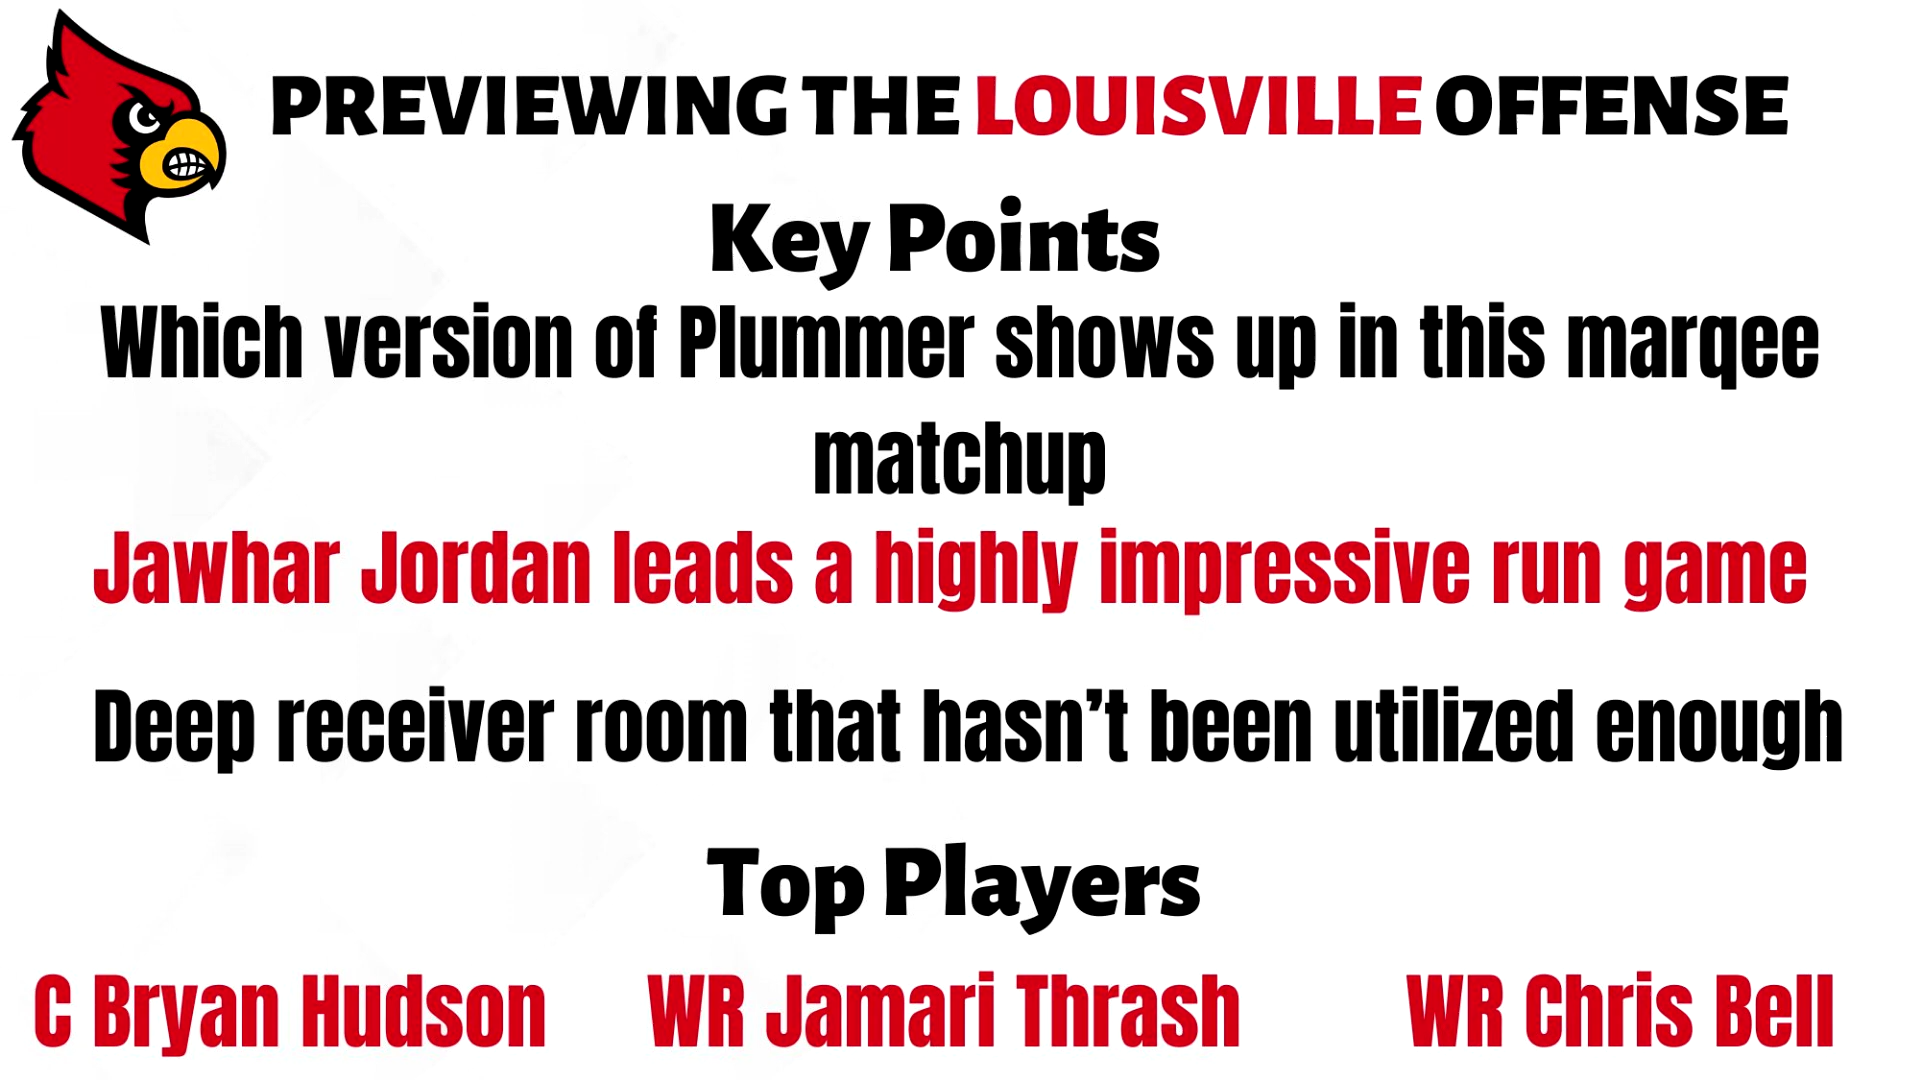 PREVIEWING THE LOUISVILLE OFFENSE
Key Points
Which version of Plummer shows up in this marqee
matchup
Jawhar Jordan leads a highly impressive run game
Deep receiver room that hasn’t been utilized enough
Top Players
C Bryan Hudson WR Jamari Thrash WR Chris Bell